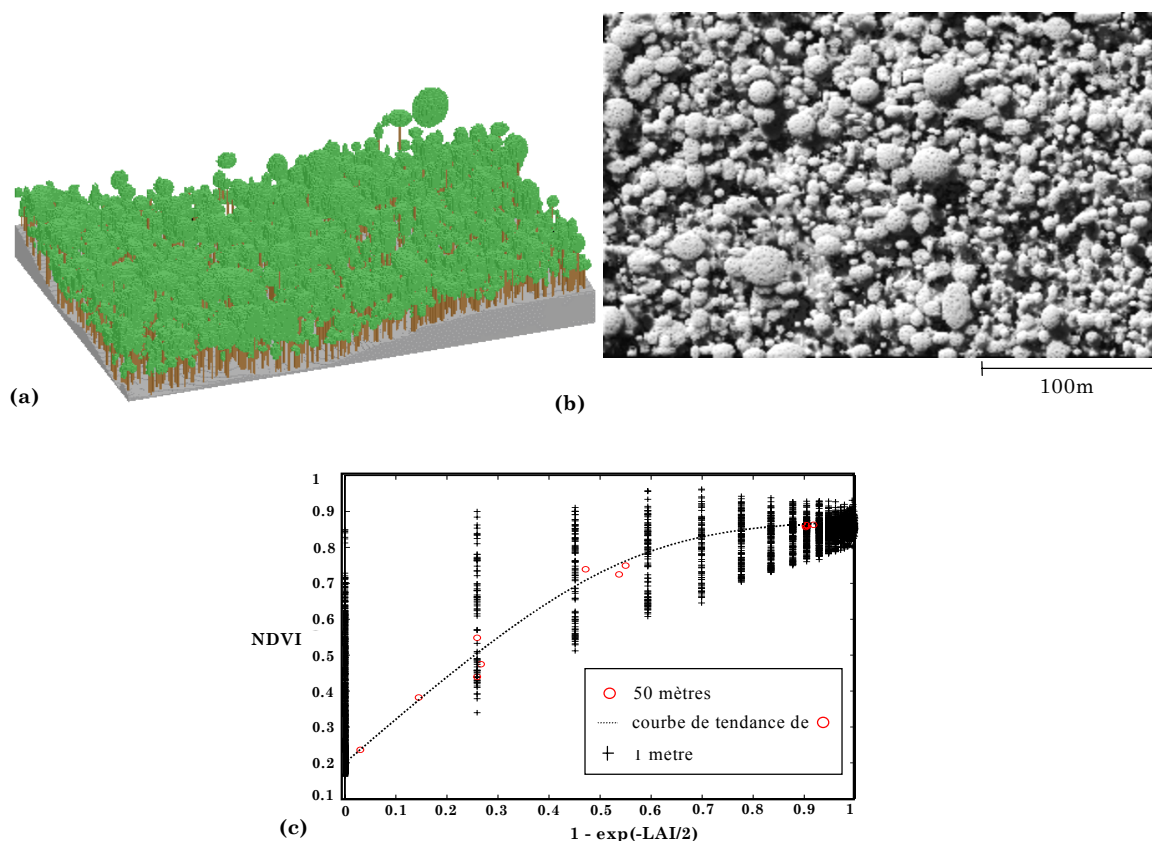 (a)
(b)
100m
1
0.9
0.8
0.7
NDVI
0.6
0.5
0.4
0.3
0.2
0.1
50 mètres
courbe de tendance de
1 metre
0 0.1 0.2 0.3 0.4 0.5 0.6 0.7 0.8 0.9 1
(c)
1 - exp(-LAI/2)